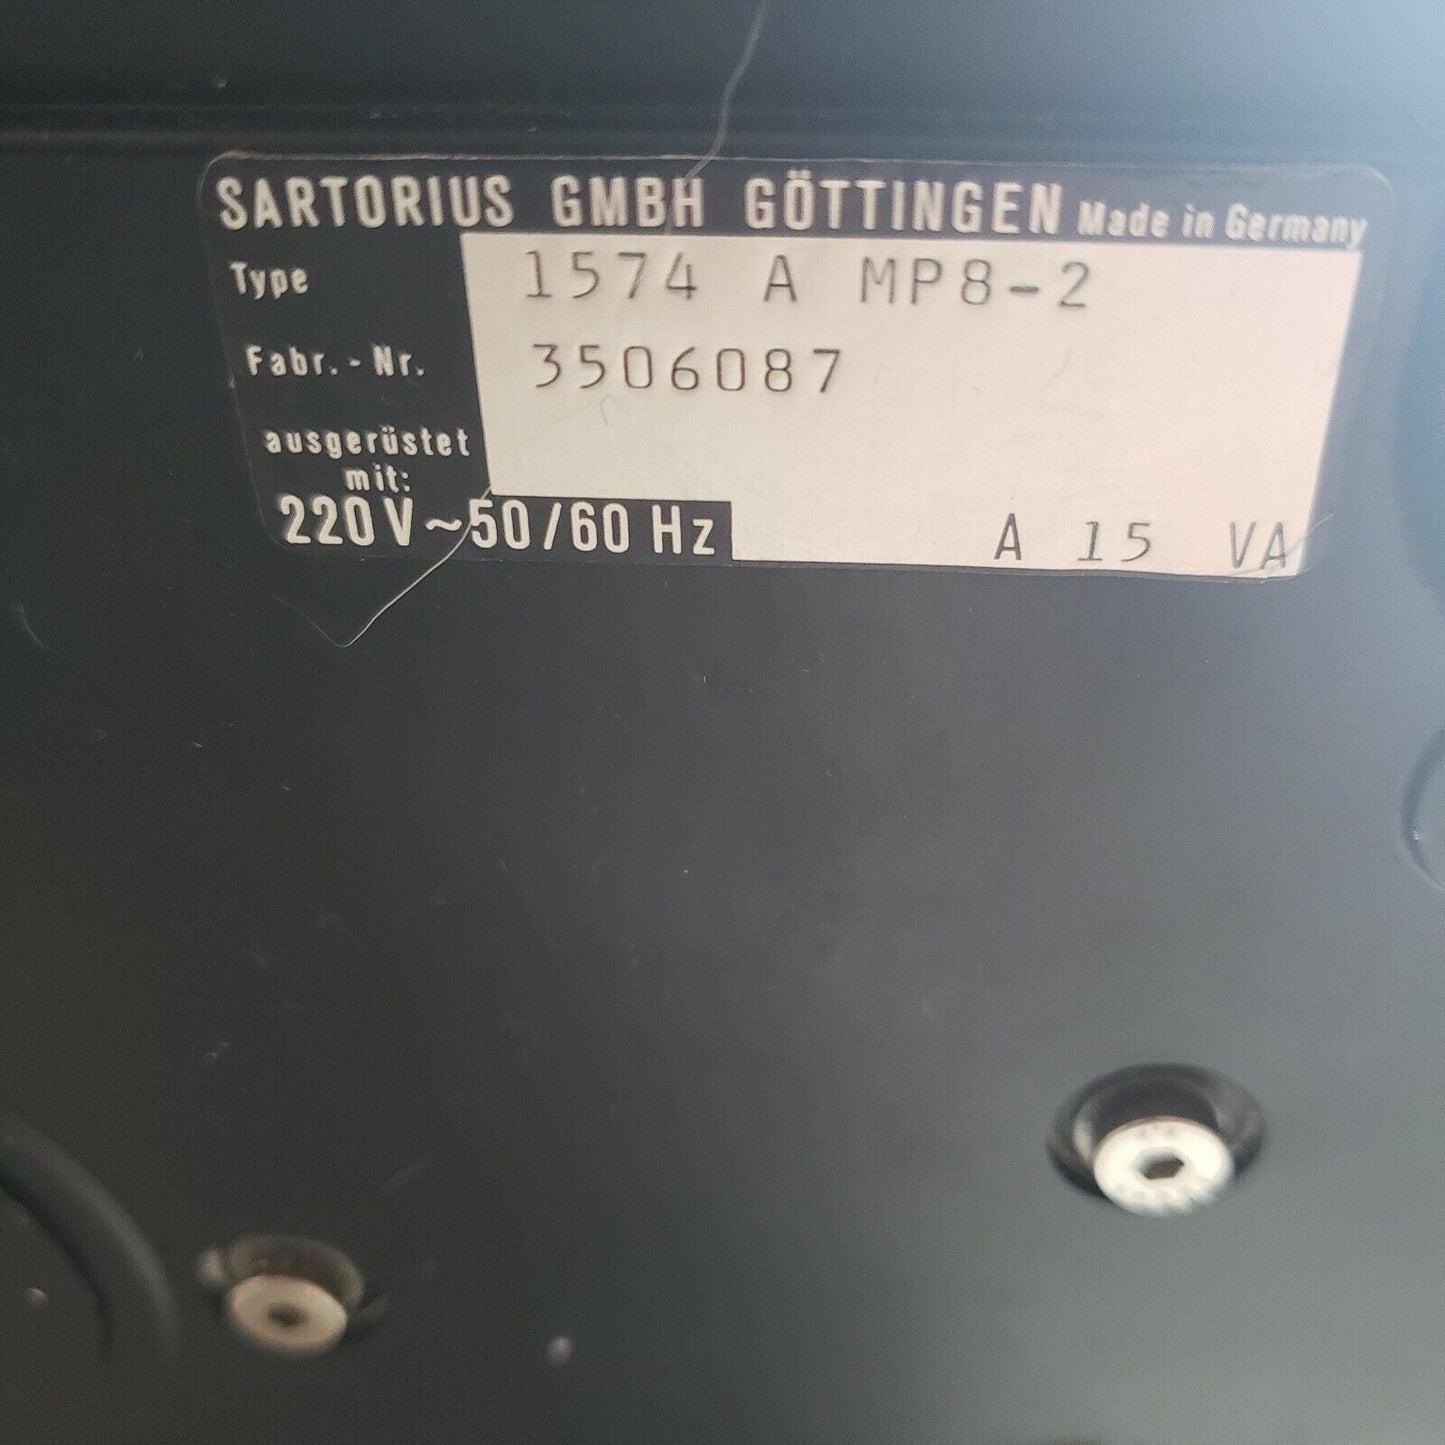 SARTORIUS GMBH GÖTTINGEN Made in Germany
Type 1574 A MP8-2
Fabr.-Nr. 3506087
ausgerüstet
mit:
220V~50/60 Hz A 15 VA